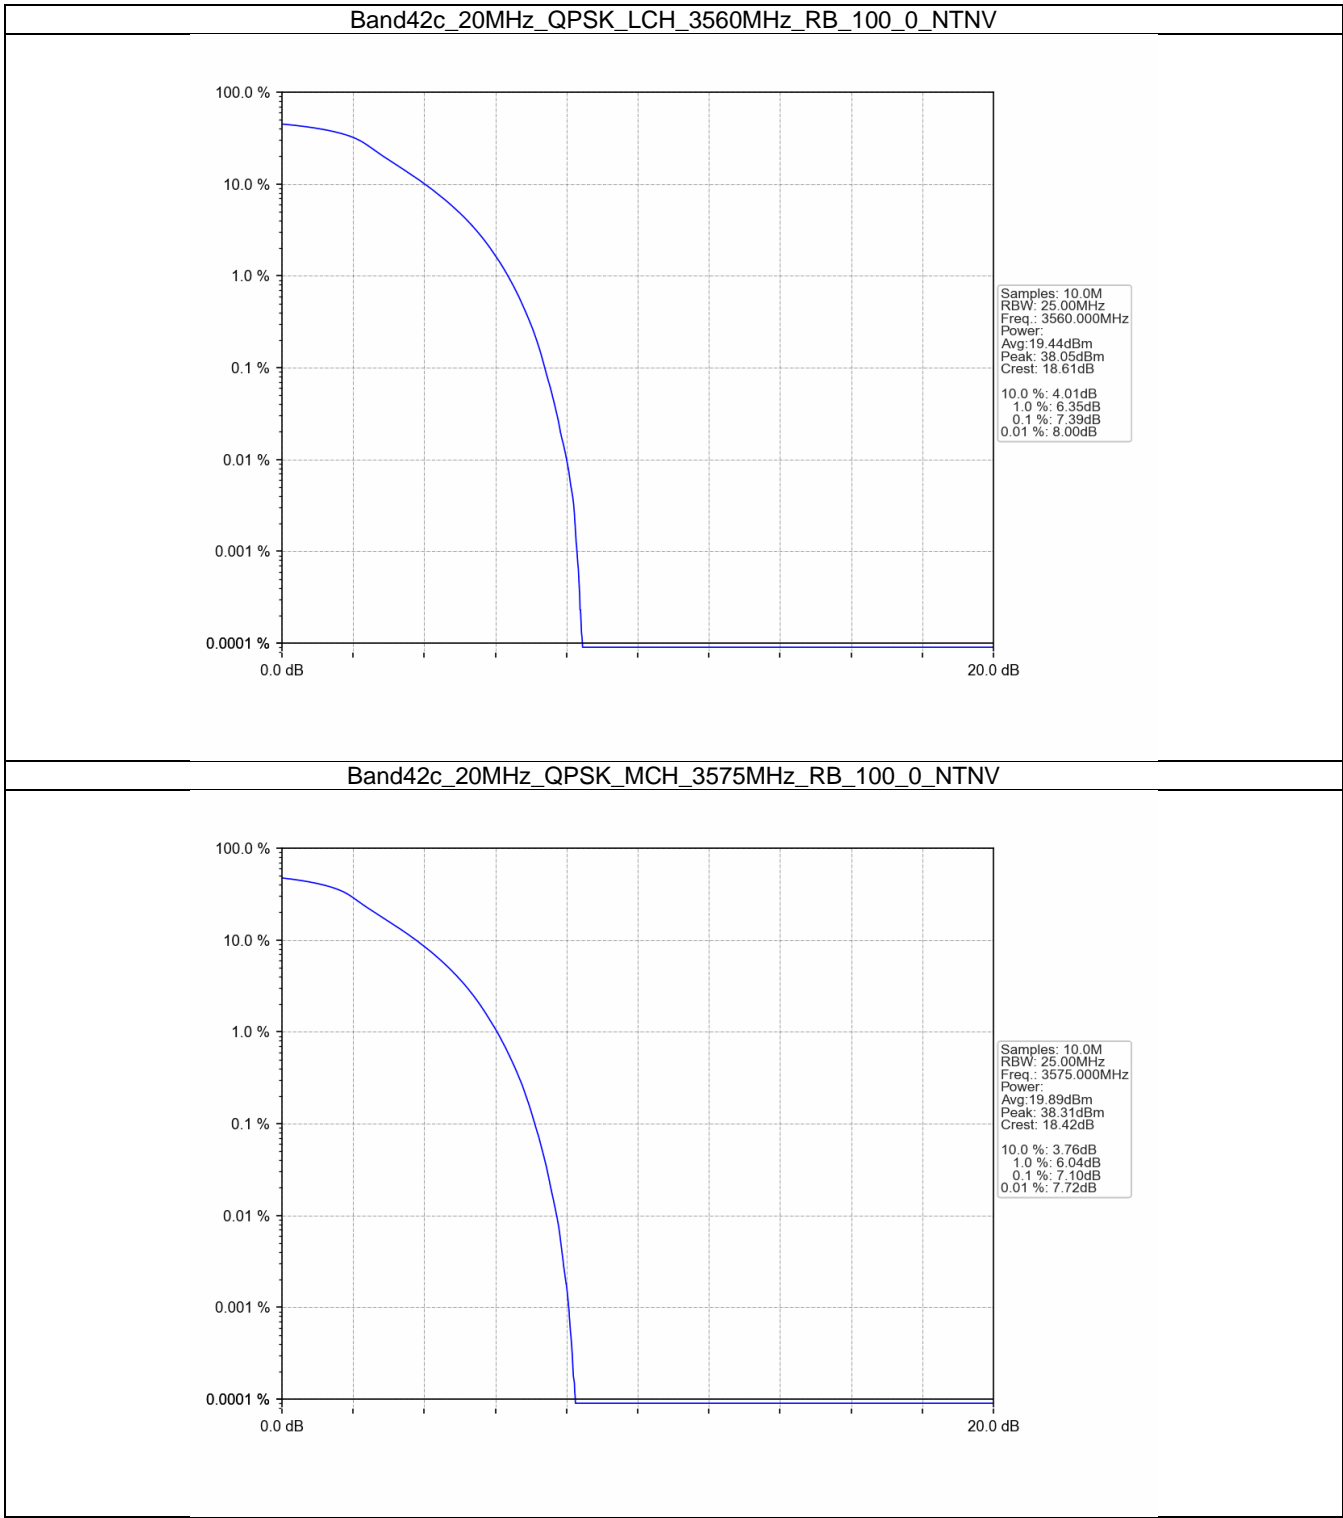 Band42c_20MHz_QPSK_LCH_3560MHz_RB_100_0_NTNV
100.0 %
10.0 %
1.0 %
0.1 %
0.01 %
0.001 %
0.0001 %
0.0 dB
20.0 dB
Samples: 10.0M
RBW: 25.00MHz
Freq.: 3560.000MHz
Power:
Avg:19.44dBm
Peak: 38.05dBm
Crest: 18.61dB
10.0 %: 4.01dB
1.0 %: 6.35dB
0.1 %: 7.39dB
0.01 %: 8.00dB
Band42c_20MHz_QPSK_MCH_3575MHz_RB_100_0_NTNV
100.0 %
10.0 %
1.0 %
0.1 %
0.01 %
0.001 %
0.0001 %
0.0 dB
20.0 dB
Samples: 10.0M
RBW: 25.00MHz
Freq.: 3575.000MHz
Power:
Avg:19.89dBm
Peak: 38.31dBm
Crest: 18.42dB
10.0 %: 3.76dB
1.0 %: 6.04dB
0.1 %: 7.10dB
0.01 %: 7.72dB